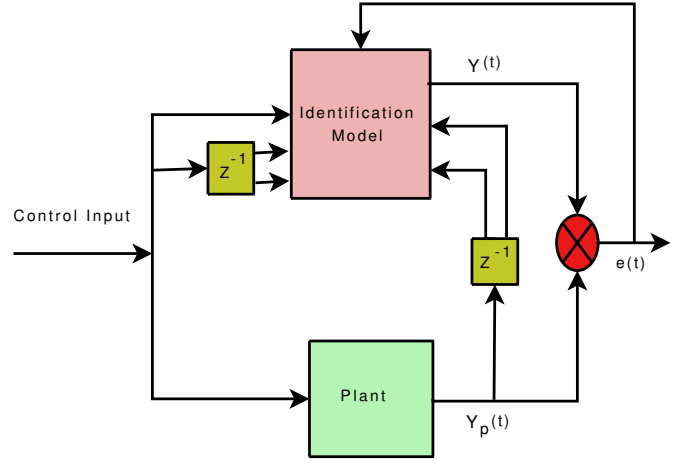 Y(t)
Identification
Model
Z-1
Control Input
Z-1
e(t)
Plant
Yp(t)